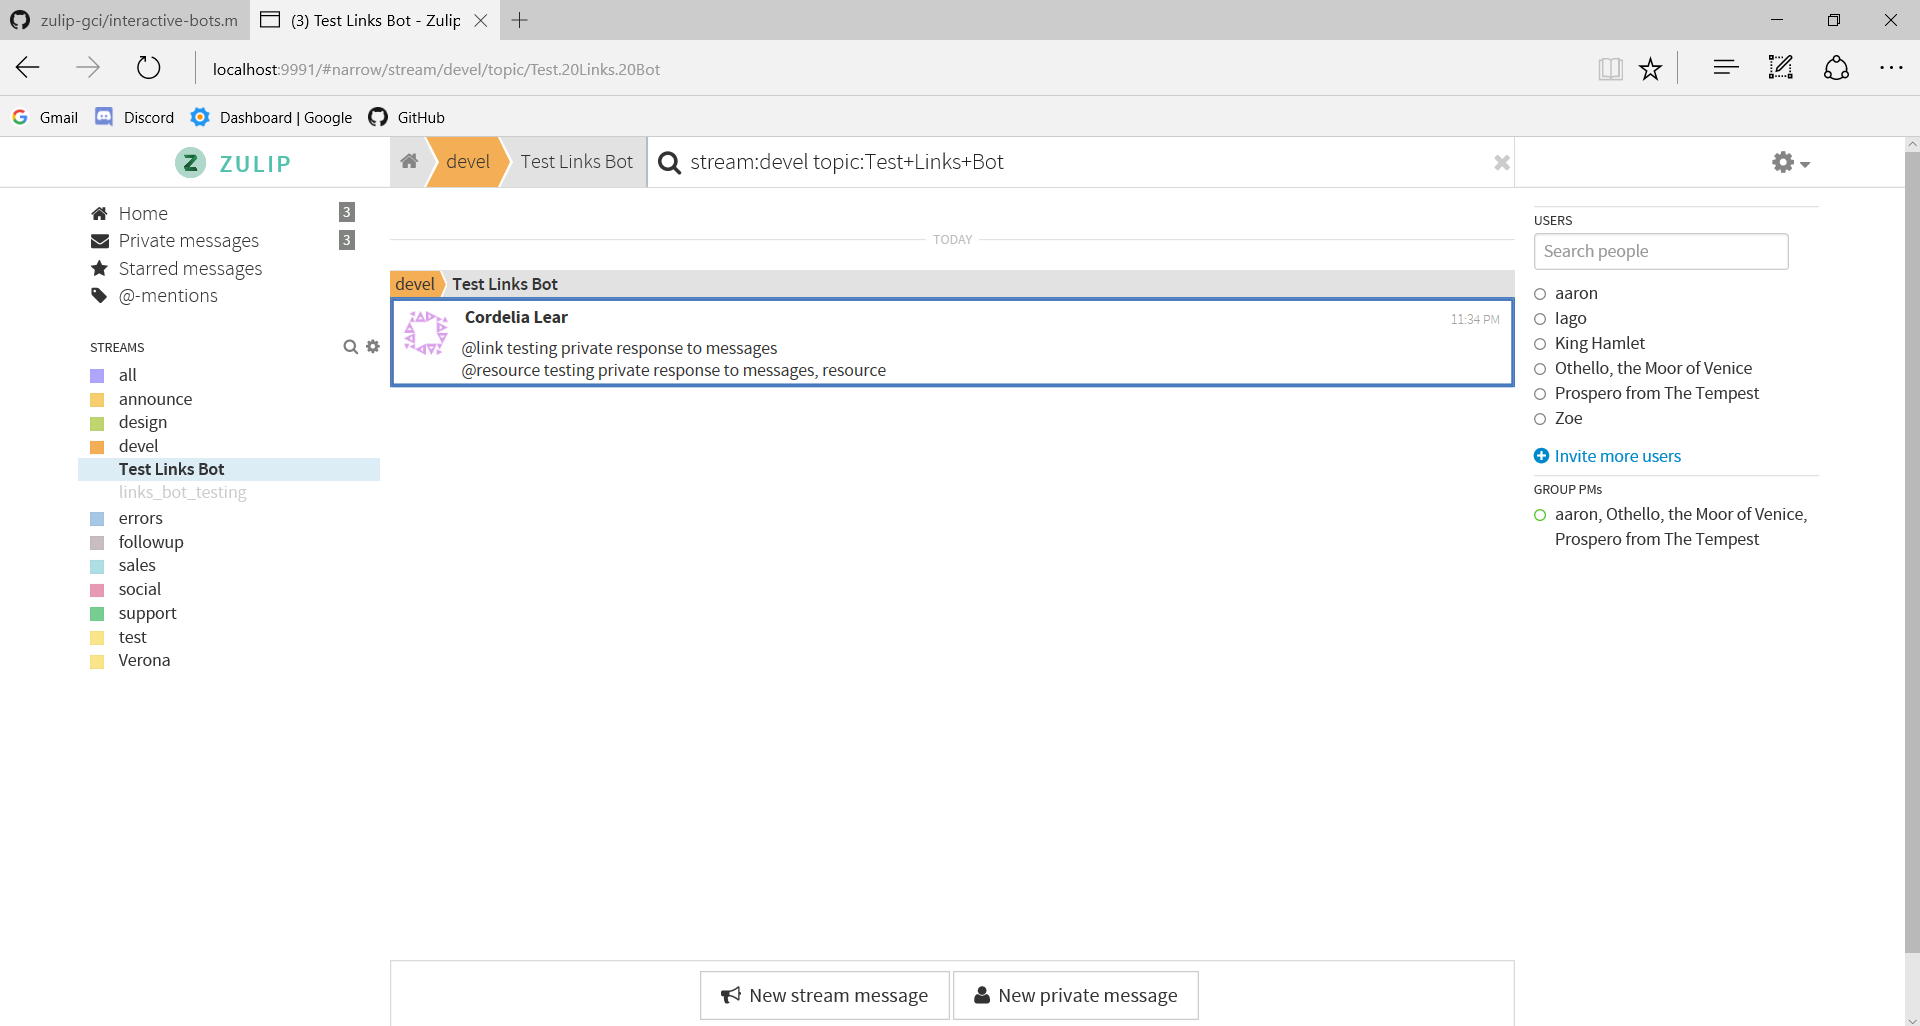 zulip-gci/interactive-bots.m
(3) Test Links Bot - Zulip
localhost:9991/#narrow/stream/devel/topic/Test.20Links.20Bot
Gmail Discord Dashboard | Google GitHub
ZULIP
devel Test Links Bot stream:devel topic:Test+Links+Bot
Home 3
Private messages 3
Starred messages
@-mentions
STREAMS
all
announce
design
devel
Test Links Bot
links_bot_testing
errors
followup
sales
social
support
test
Verona
TODAY
devel Test Links Bot
Cordelia Lear 11:34 PM
@link testing private response to messages
@resource testing private response to messages, resource
New stream message New private message
USERS
Search people
aaron
Iago
King Hamlet
Othello, the Moor of Venice
Prospero from The Tempest
Zoe
Invite more users
GROUP PMs
aaron, Othello, the Moor of Venice,
Prospero from The Tempest